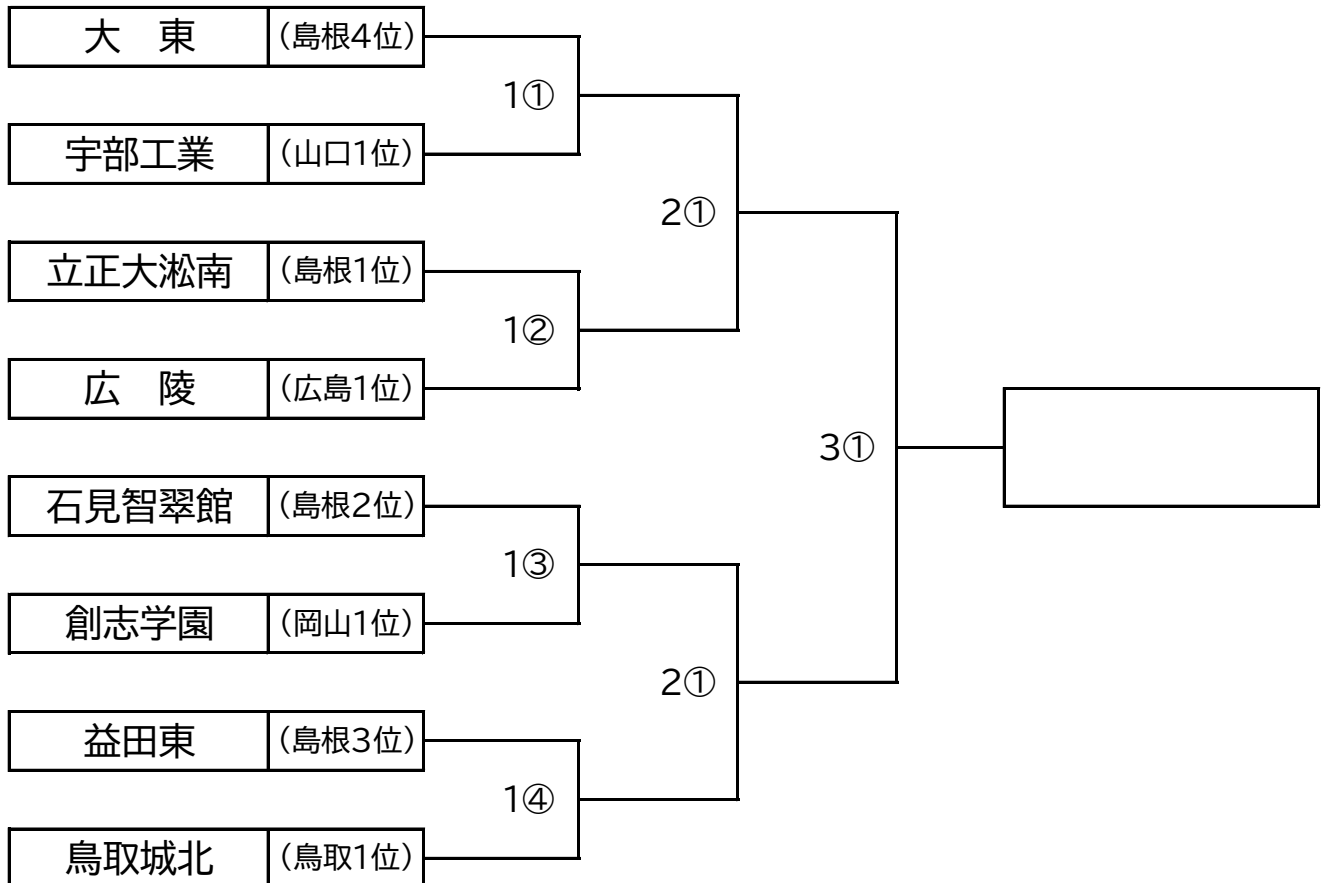 大　東 (島根4位)
1①
宇部工業 (山口1位)
2①
立正大淞南 (島根1位)
1②
広　陵 (広島1位)
3①
石見智翠館 (島根2位)
1③
創志学園 (岡山1位)
2①
益田東 (島根3位)
1④
鳥取城北 (鳥取1位)